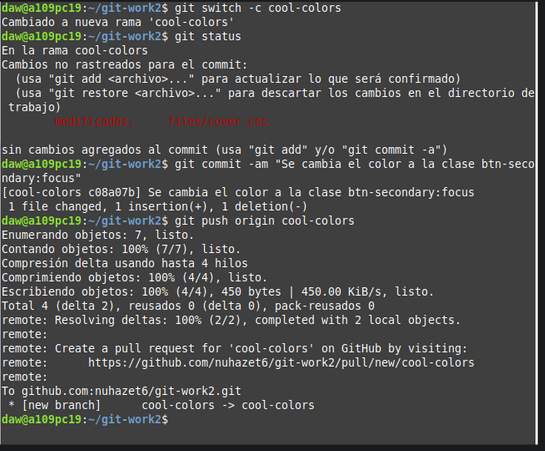 daw@a109pc19:~/git-work2$ git switch -c cool-colors
Cambiado a nueva rama 'cool-colors'
daw@a109pc19:~/git-work2$ git status
En la rama cool-colors
Cambios no rastreados para el commit:
  (usa "git add <archivo>..." para actualizar lo que será confirmado)
  (usa "git restore <archivo>..." para descartar los cambios en el directorio de
 trabajo)
        modificados:     files/cover.css

sin cambios agregados al commit (usa "git add" y/o "git commit -a")
daw@a109pc19:~/git-work2$ git commit -am "Se cambia el color a la clase btn-seco
ndary:focus"
[cool-colors c08a07b] Se cambia el color a la clase btn-secondary:focus
 1 file changed, 1 insertion(+), 1 deletion(-)
daw@a109pc19:~/git-work2$ git push origin cool-colors
Enumerando objetos: 7, listo.
Contando objetos: 100% (7/7), listo.
Compresión delta usando hasta 4 hilos
Comprimiendo objetos: 100% (4/4), listo.
Escribiendo objetos: 100% (4/4), 450 bytes | 450.00 KiB/s, listo.
Total 4 (delta 2), reusados 0 (delta 0), pack-reusados 0
remote: Resolving deltas: 100% (2/2), completed with 2 local objects.
remote:
remote: Create a pull request for 'cool-colors' on GitHub by visiting:
remote:      https://github.com/nuhazet6/git-work2/pull/new/cool-colors
remote:
To github.com:nuhazet6/git-work2.git
 * [new branch]      cool-colors -> cool-colors
daw@a109pc19:~/git-work2$